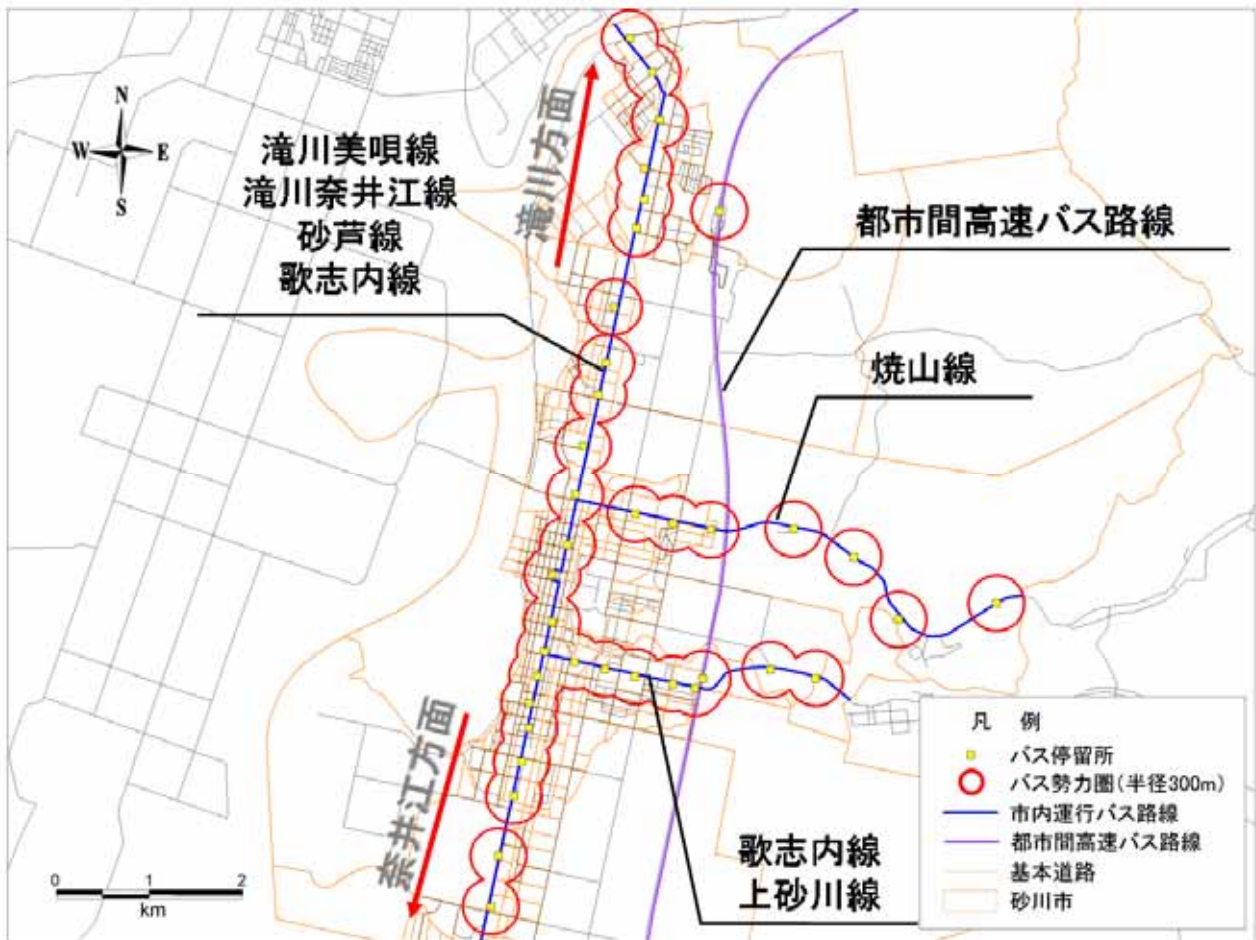 N
W E
S
滝川方面
滝川美唄線
滝川奈井江線
砂芦線
歌志内線
都市間高速バス路線
焼山線
奈井江方面
歌志内線
上砂川線
0 1 2
km
凡 例
バス停留所
バス勢力圏(半径300m)
市内運行バス路線
都市間高速バス路線
基本道路
砂川市